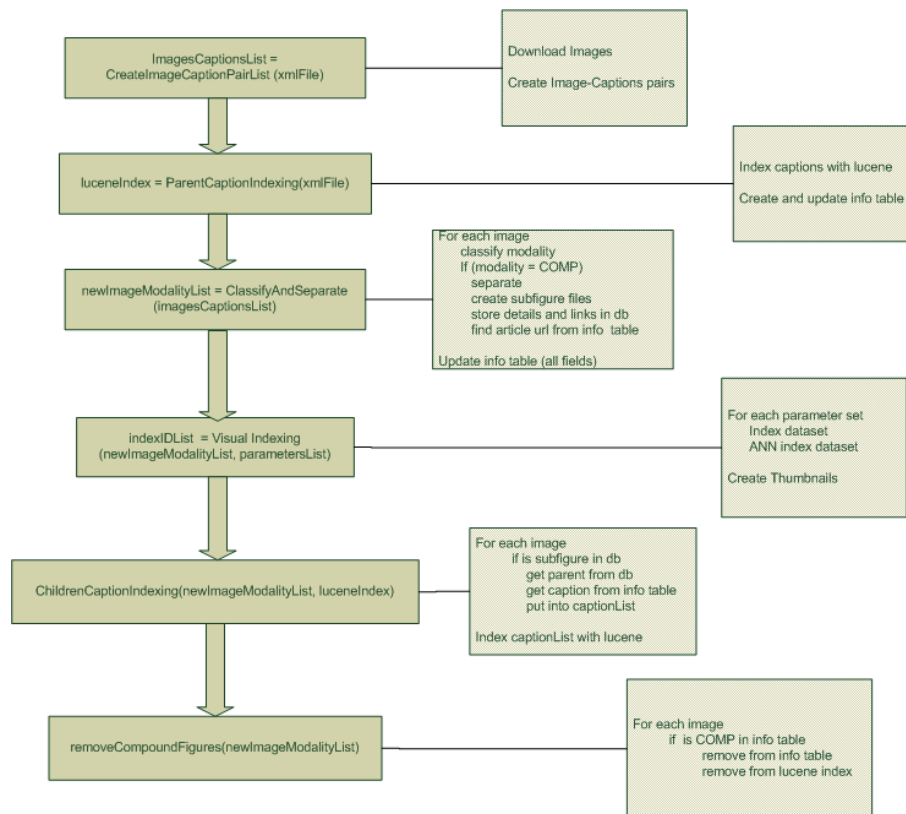 ImagesCaptionsList =
CreateImageCaptionPairList (xmlFile)
Download Images
Create Image-Captions pairs
luceneIndex = ParentCaptionIndexing(xmlFile)
Index captions with lucene
Create and update info table
newImageModalityList = ClassifyAndSeparate
(imagesCaptionsList)
For each image
classify modality
If (modality = COMP)
separate
create subfigure files
store details and links in db
find article url from info table
Update info table (all fields)
indexIDList = Visual Indexing
(newImageModalityList, parametersList)
For each parameter set
Index dataset
ANN index dataset
Create Thumbnails
ChildrenCaptionIndexing(newImageModalityList, luceneIndex)
For each image
if is subfigure in db
get parent from db
get caption from info table
put into captionList
Index captionList with lucene
removeCompoundFigures(newImageModalityList)
For each image
if is COMP in info table
remove from info table
remove from lucene index